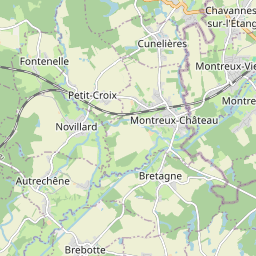 Chavannes-
sur-l'Étang
Cunelières
Fontenelle
Montreux-Vie
Petit-Croix
Montre
Novillard
Montreux-Château
Autrechêne
Bretagne
Brebotte